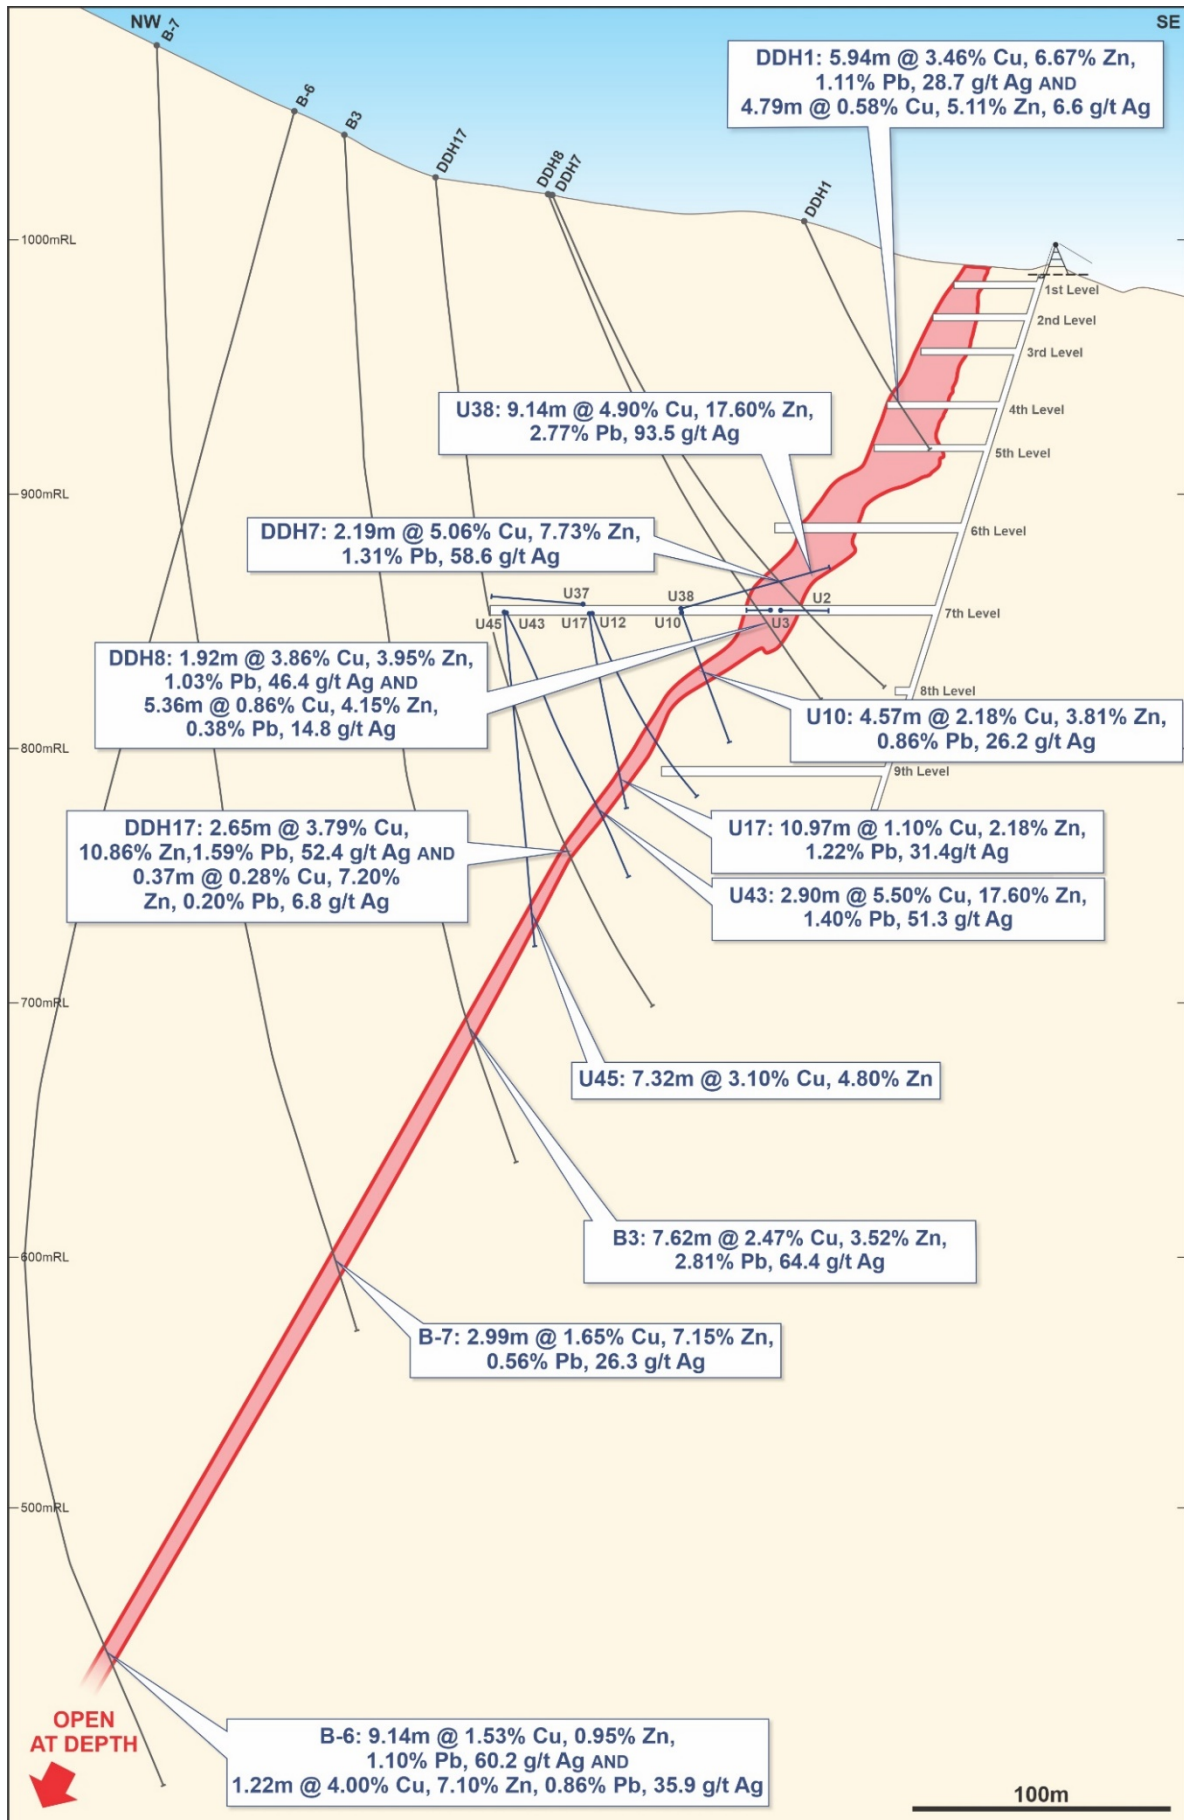 NW
SE
B-7
B-6
B3
DDH17
DDH8
DDH7
DDH1
DDH1: 5.94m @ 3.46% Cu, 6.67% Zn,
1.11% Pb, 28.7 g/t Ag AND
4.79m @ 0.58% Cu, 5.11% Zn, 6.6 g/t Ag
1000mRL
1st Level
2nd Level
3rd Level
4th Level
5th Level
U38: 9.14m @ 4.90% Cu, 17.60% Zn,
2.77% Pb, 93.5 g/t Ag
900mRL
6th Level
DDH7: 2.19m @ 5.06% Cu, 7.73% Zn,
1.31% Pb, 58.6 g/t Ag
U37
U38
U2
U45
U43
U17
U12
U10
U3
7th Level
DDH8: 1.92m @ 3.86% Cu, 3.95% Zn,
1.03% Pb, 46.4 g/t Ag AND
5.36m @ 0.86% Cu, 4.15% Zn,
0.38% Pb, 14.8 g/t Ag
8th Level
U10: 4.57m @ 2.18% Cu, 3.81% Zn,
0.86% Pb, 26.2 g/t Ag
800mRL
9th Level
DDH17: 2.65m @ 3.79% Cu,
10.86% Zn,1.59% Pb, 52.4 g/t Ag AND
0.37m @ 0.28% Cu, 7.20%
Zn, 0.20% Pb, 6.8 g/t Ag
U17: 10.97m @ 1.10% Cu, 2.18% Zn,
1.22% Pb, 31.4g/t Ag
U43: 2.90m @ 5.50% Cu, 17.60% Zn,
1.40% Pb, 51.3 g/t Ag
700mRL
U45: 7.32m @ 3.10% Cu, 4.80% Zn
B3: 7.62m @ 2.47% Cu, 3.52% Zn,
2.81% Pb, 64.4 g/t Ag
600mRL
B-7: 2.99m @ 1.65% Cu, 7.15% Zn,
0.56% Pb, 26.3 g/t Ag
500mRL
OPEN
AT DEPTH
B-6: 9.14m @ 1.53% Cu, 0.95% Zn,
1.10% Pb, 60.2 g/t Ag AND
1.22m @ 4.00% Cu, 7.10% Zn, 0.86% Pb, 35.9 g/t Ag
100m